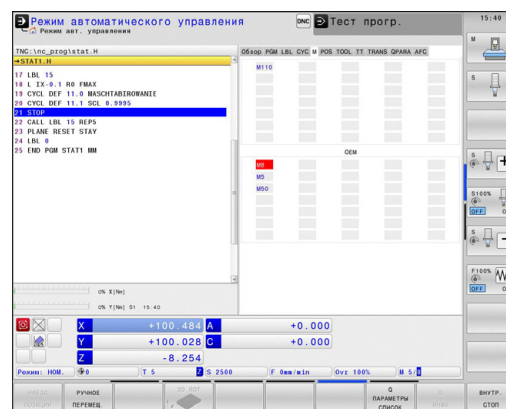 Режим автоматического управления
DNC
Тест прогр.
15:40
Режим авт. управления
TNC:\nc_prog\stat.H
→STAT1.H
17 LBL 15
18 L IX-0.1 R0 FMAX
19 CYCL DEF 11.0 MASCHTABIROWANIE
20 CYCL DEF 11.1 SCL 0.9995
21 STOP
22 CALL LBL 15 REP5
23 PLANE RESET STAY
24 LBL 0
25 END PGM STAT1 MM
Обзор PGM LBL CYC M POS TOOL TT TRANS QPARA AFC
M110
OEM
M8
M5
M50
M
S
S
S100%
OFF
S
F100%
OFF
0% X[Nm]
0% Y[Nm] S1 15:40
X +100.484 A +0.000
Y +100.028 C +0.000
Z -8.254
Режим: НОМ. 0 T 5 Z S 2500 F 0mm/min Ovr 100% M 5/8
РУЧНОЕ
ПЕРЕМЕЩ.
3D ROT
Q
ПАРАМЕТРЫ
СПИСОК
ВНУТР.
СТОП